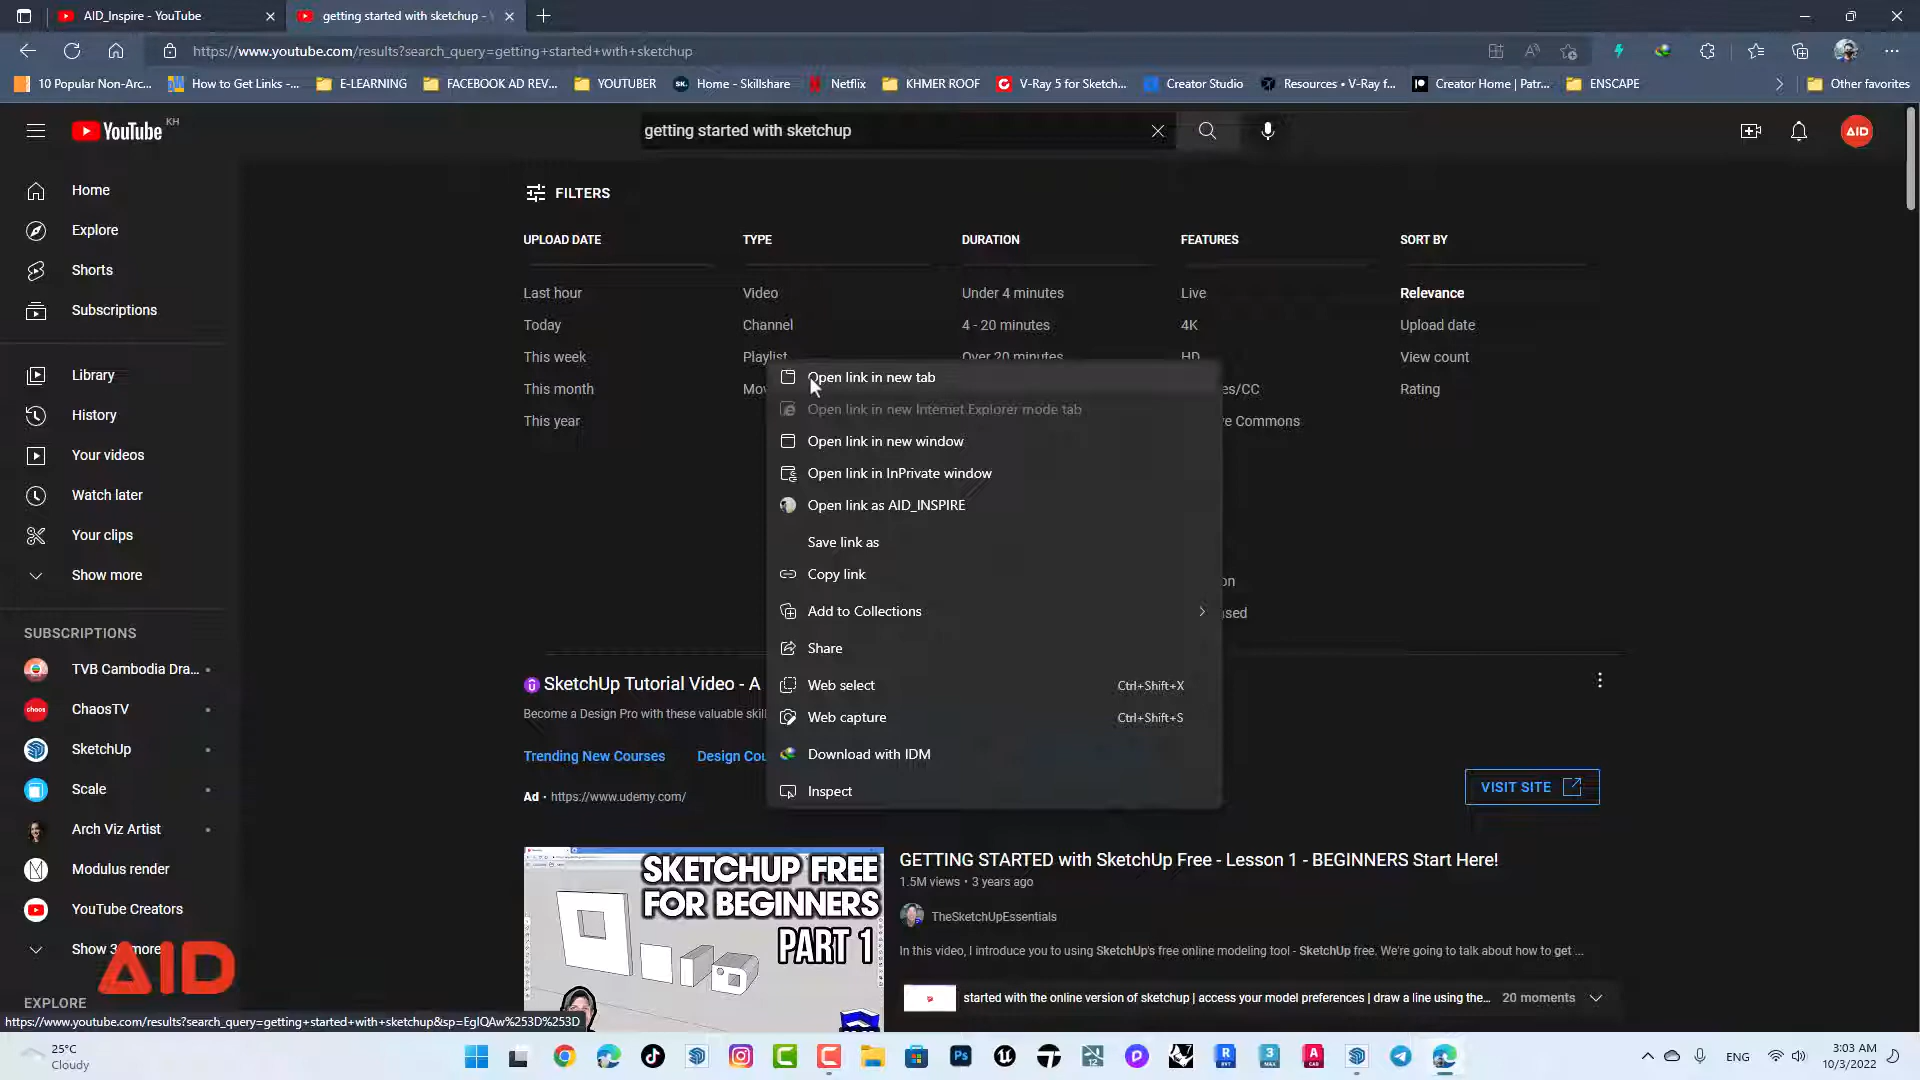 AID_Inspire - YouTube
getting started with sketchup -
https://www.youtube.com/results?search_query=getting+started+with+sketchup
10 Popular Non-Arc...
How to Get Links -...
E-LEARNING
FACEBOOK AD REV...
YOUTUBER
Home - Skillshare
Netflix
KHMER ROOF
V-Ray 5 for Sketch...
Creator Studio
Resources • V-Ray f...
Creator Home | Patr...
ENSCAPE
Other favorites
YouTube KH
getting started with sketchup
AID
Home
Explore
Shorts
Subscriptions
Library
History
Your videos
Watch later
Your clips
Show more
SUBSCRIPTIONS
TVB Cambodia Dra...
ChaosTV
SketchUp
Scale
Arch Viz Artist
Modulus render
YouTube Creators
Show 3 more
AID
EXPLORE
https://www.youtube.com/results?search_query=getting+started+with+sketchup&sp=EgIQAw%253D%253D
FILTERS
UPLOAD DATE
Last hour
Today
This week
This month
This year
TYPE
Video
Channel
Playlist
Mov
DURATION
Under 4 minutes
4 - 20 minutes
Over 20 minutes
FEATURES
Live
4K
HD
es/CC
e Commons
on
ased
SORT BY
Relevance
Upload date
View count
Rating
Open link in new tab
Open link in new Internet Explorer mode tab
Open link in new window
Open link in InPrivate window
Open link as AID_INSPIRE
Save link as
Copy link
Add to Collections
Share
Web select Ctrl+Shift+X
Web capture Ctrl+Shift+S
Download with IDM
Inspect
SketchUp Tutorial Video - A
Become a Design Pro with these valuable skil
Trending New Courses
Design Cou
Ad • https://www.udemy.com/
VISIT SITE
SKETCHUP FREE
FOR BEGINNERS
PART 1
GETTING STARTED with SketchUp Free - Lesson 1 - BEGINNERS Start Here!
1.5M views • 3 years ago
TheSketchUpEssentials
In this video, I introduce you to using SketchUp's free online modeling tool - SketchUp free. We're going to talk about how to get ...
started with the online version of sketchup | access your model preferences | draw a line using the...
20 moments
25°C
Cloudy
ENG
3:03 AM
10/3/2022